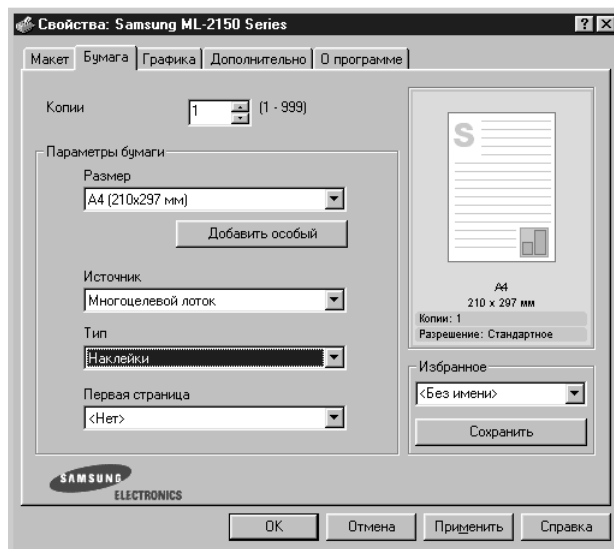 Свойства: Samsung ML-2150 Series
Макет Бумага Графика Дополнительно О программе
Копии 1 (1 - 999)
Параметры бумаги
Размер
A4 (210x297 мм)
Добавить особый
Источник
Многоцелевой лоток
Тип
Наклейки
Первая страница
<Нет>
S
A4
210 x 297 мм
Копии: 1
Разрешение: Стандартное
Избранное
<Без имени>
Сохранить
SAMSUNG
ELECTRONICS
OK Отмена Применить Справка